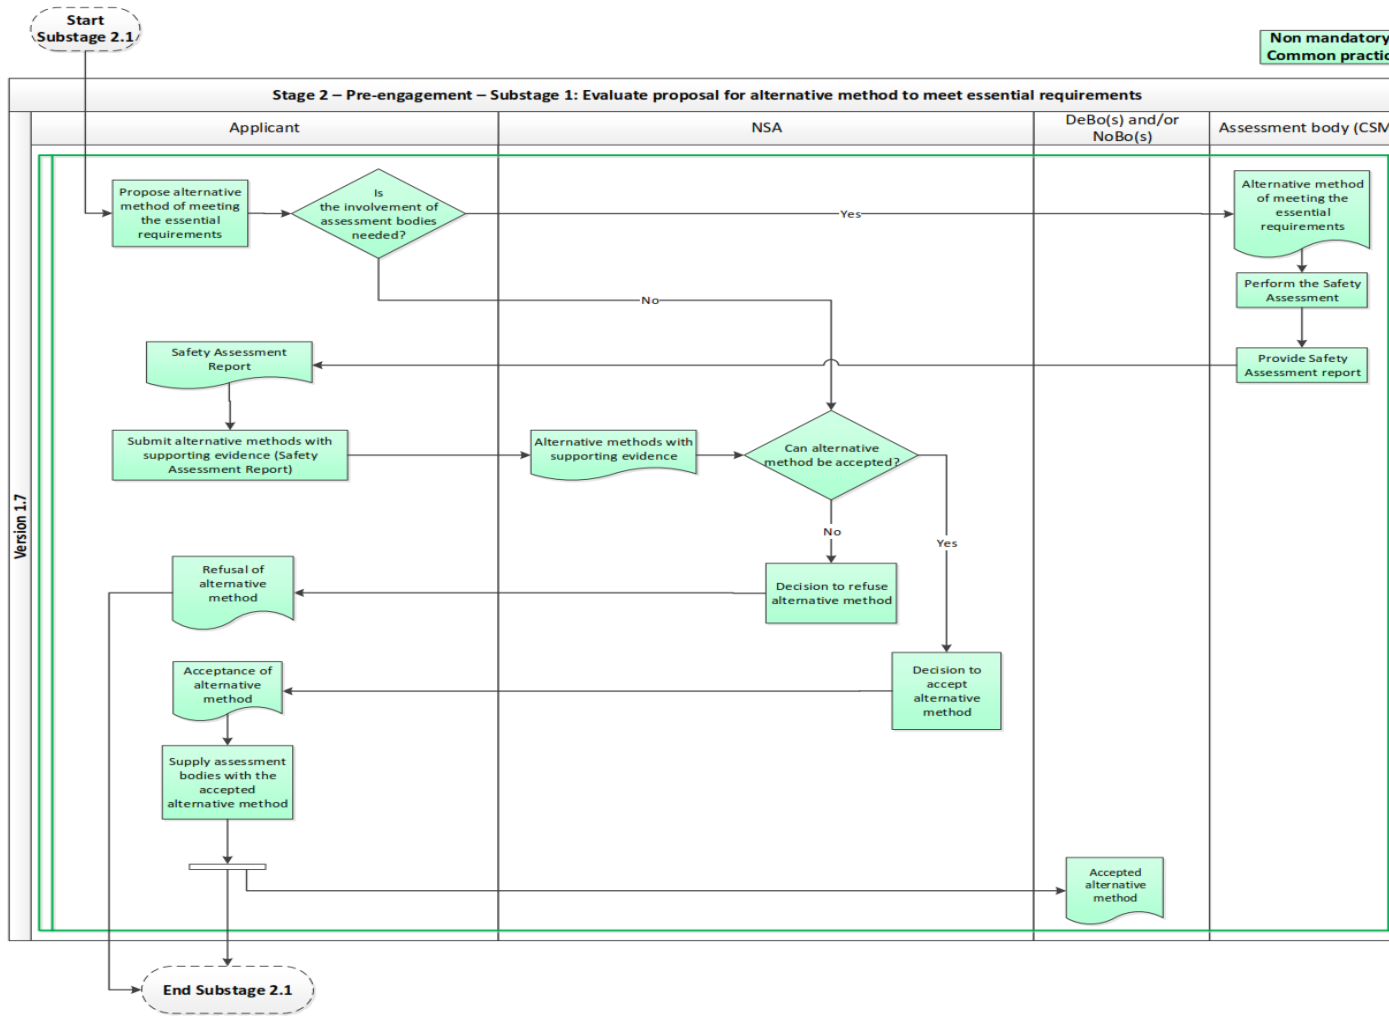 Start
Substage 2.1
Non mandatory
Common practic
Stage 2 – Pre-engagement – Substage 1: Evaluate proposal for alternative method to meet essential requirements
Applicant
NSA
DeBo(s) and/or
NoBo(s)
Assessment body (CSM
Version 1.7
Propose alternative
method of meeting
the essential
requirements
Is
the involvement of
assessment bodies
needed?
Yes
Alternative method
of meeting the
essential
requirements
Perform the Safety
Assessment
No
Safety Assessment
Report
Provide Safety
Assessment report
Submit alternative methods with
supporting evidence (Safety
Assessment Report)
Alternative methods with
supporting evidence
Can alternative
method be accepted?
No
Yes
Refusal of
alternative
method
Decision to refuse
alternative method
Acceptance of
alternative
method
Decision to
accept
alternative
method
Supply assessment
bodies with the
accepted
alternative method
Accepted
alternative
method
End Substage 2.1